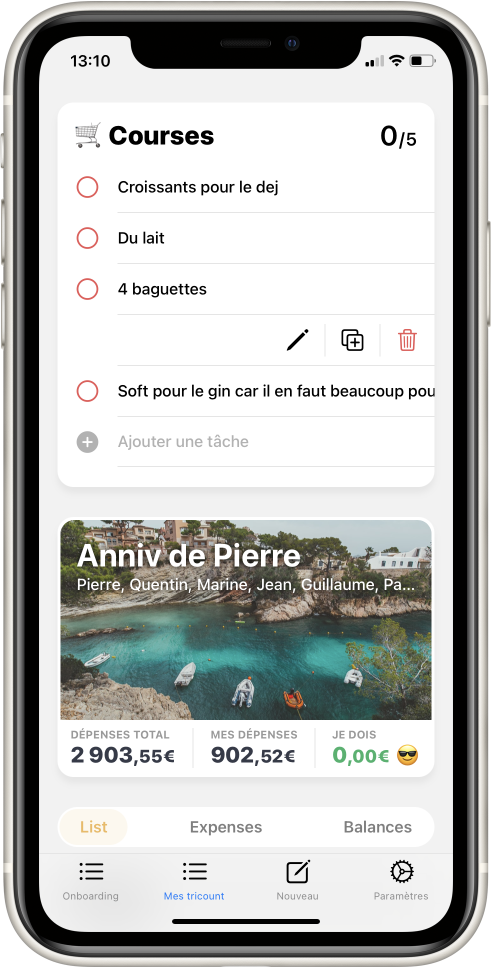 13:10
🛒 Courses 0/5
Croissants pour le dej
Du lait
4 baguettes
Soft pour le gin car il en faut beaucoup pou
Ajouter une tâche
Anniv de Pierre
Pierre, Quentin, Marine, Jean, Guillaume, Pa...
DÉPENSES TOTAL MES DÉPENSES JE DOIS
2 903,55€ 902,52€ 0,00€ 😎
List Expenses Balances
Onboarding Mes tricount Nouveau Paramètres